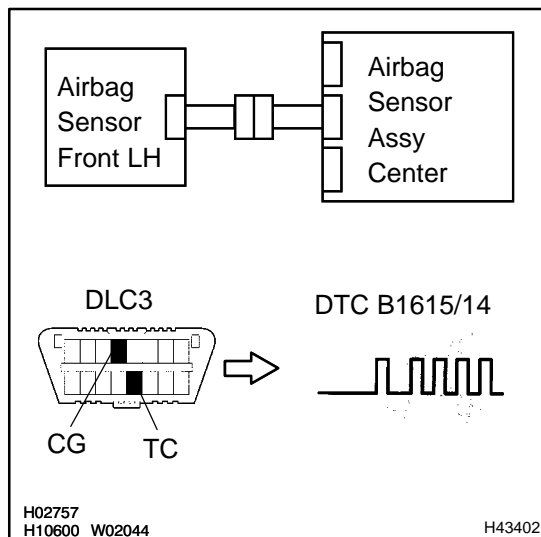 Airbag
Sensor
Front LH
Airbag
Sensor
Assy
Center
DLC3
DTC B1615/14
CG
TC
H02757
H10600 W02044
H43402